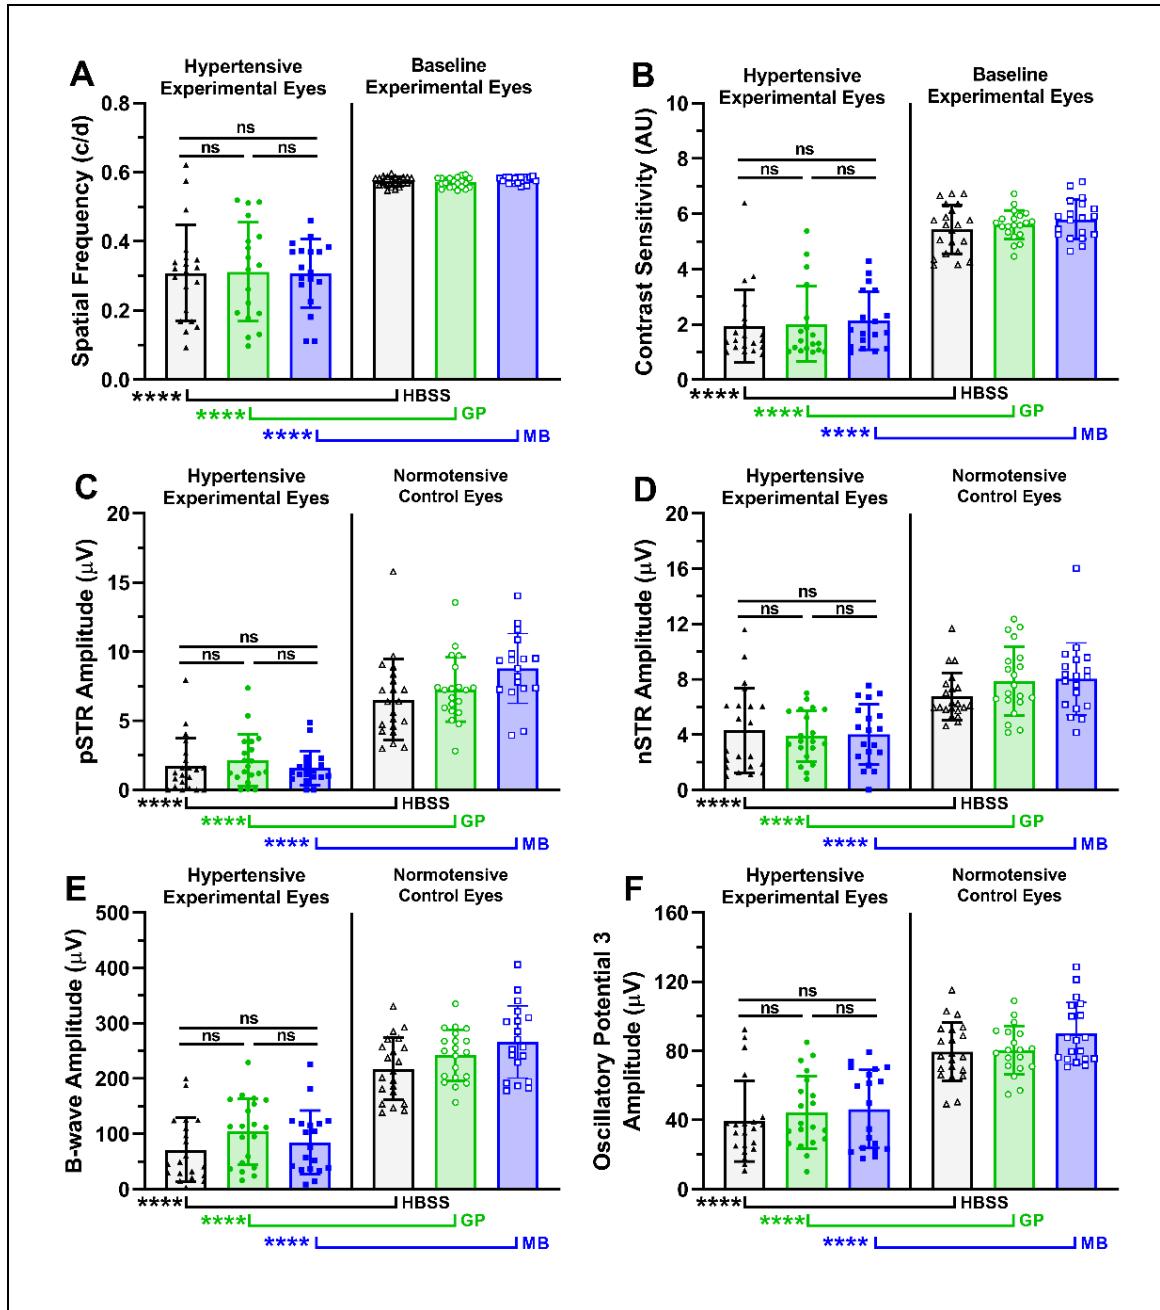 A
Hypertensive
Experimental Eyes
Baseline
Experimental Eyes
Spatial Frequency (c/d)
0.8
0.6
0.4
0.2
0.0
ns
ns ns
**** HBSS
**** GP
**** MB
B
Hypertensive
Experimental Eyes
Baseline
Experimental Eyes
Contrast Sensitivity (AU)
10
8
6
4
2
0
ns
ns ns
**** HBSS
**** GP
**** MB
C
Hypertensive
Experimental Eyes
Normotensive
Control Eyes
pSTR Amplitude (μV)
20
15
10
5
0
ns
ns ns
**** HBSS
**** GP
**** MB
D
Hypertensive
Experimental Eyes
Normotensive
Control Eyes
nSTR Amplitude (μV)
20
16
12
8
4
0
ns
ns ns
**** HBSS
**** GP
**** MB
E
Hypertensive
Experimental Eyes
Normotensive
Control Eyes
B-wave Amplitude (μV)
500
400
300
200
100
0
ns
ns ns
**** HBSS
**** GP
**** MB
F
Hypertensive
Experimental Eyes
Normotensive
Control Eyes
Oscillatory Potential 3
Amplitude (μV)
160
120
80
40
0
ns
ns ns
**** HBSS
**** GP
**** MB